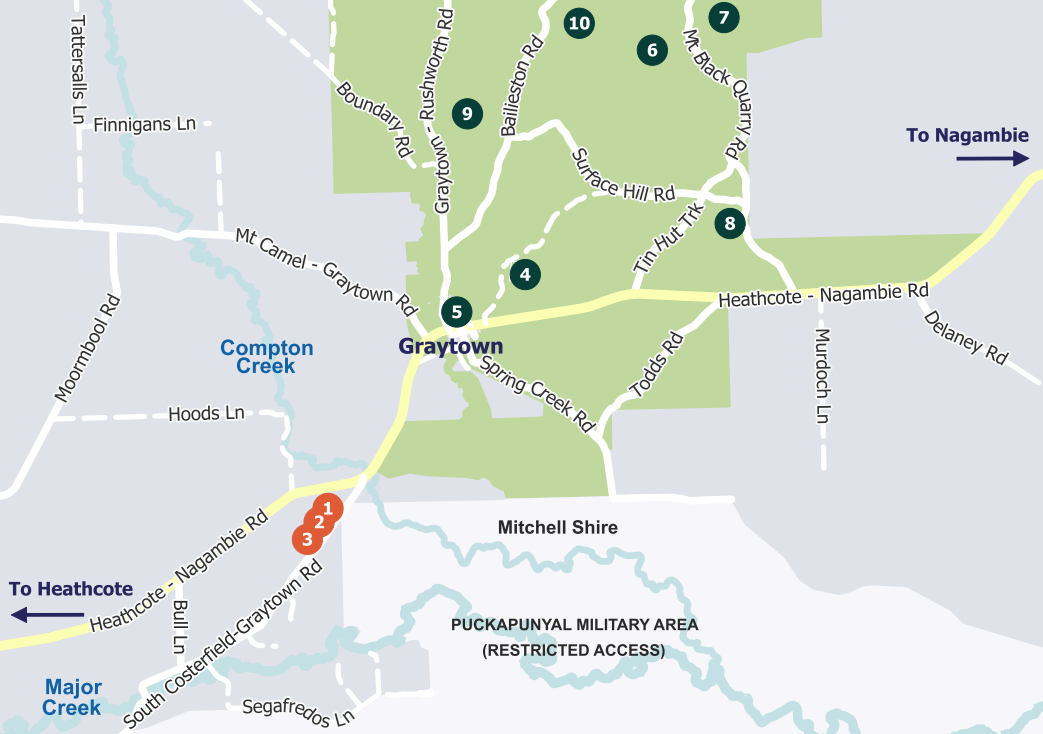 10
7
6
Tattersalls Ln
Finnigans Ln
Boundary Rd
Graytown - Rushworth Rd
9
Bailieston Rd
Mt Black Quarry Rd
To Nagambie
Surface Hill Rd
Tin Hut Trk
8
Mt Camel - Graytown Rd
4
5
Graytown
Heathcote - Nagambie Rd
Moormbool Rd
Compton
Creek
Spring Creek Rd
Todds Rd
Murdoch Ln
Delaney Rd
Hoods Ln
1
2
3
Mitchell Shire
Heathcote - Nagambie Rd
To Heathcote
Bull Ln
South Costerfield-Graytown Rd
PUCKAPUNYAL MILITARY AREA
(RESTRICTED ACCESS)
Major
Creek
Segafredos Ln